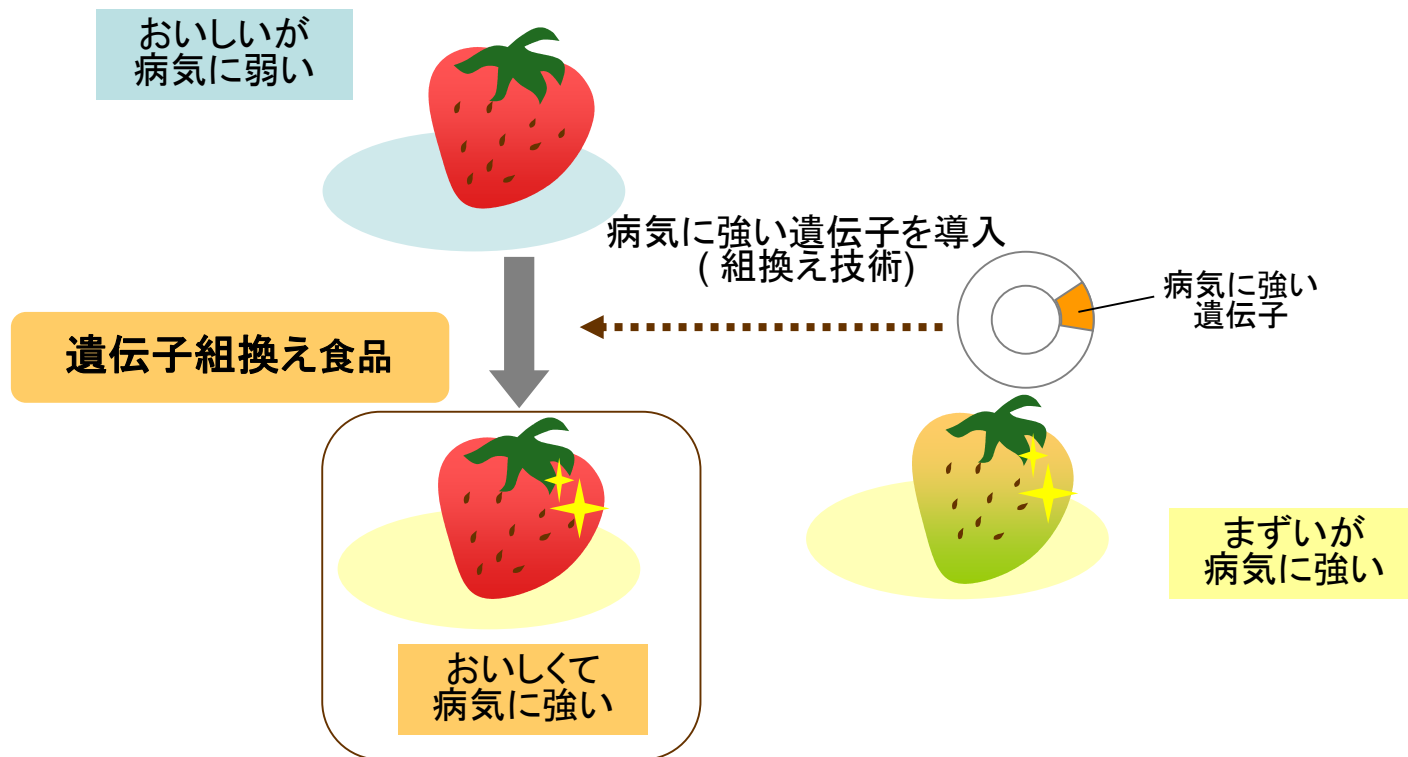 おいしいが
病気に弱い
病気に強い遺伝子を導入
( 組換え技術)
病気に強い
遺伝子
遺伝子組換え食品
まずいが
病気に強い
おいしくて
病気に強い